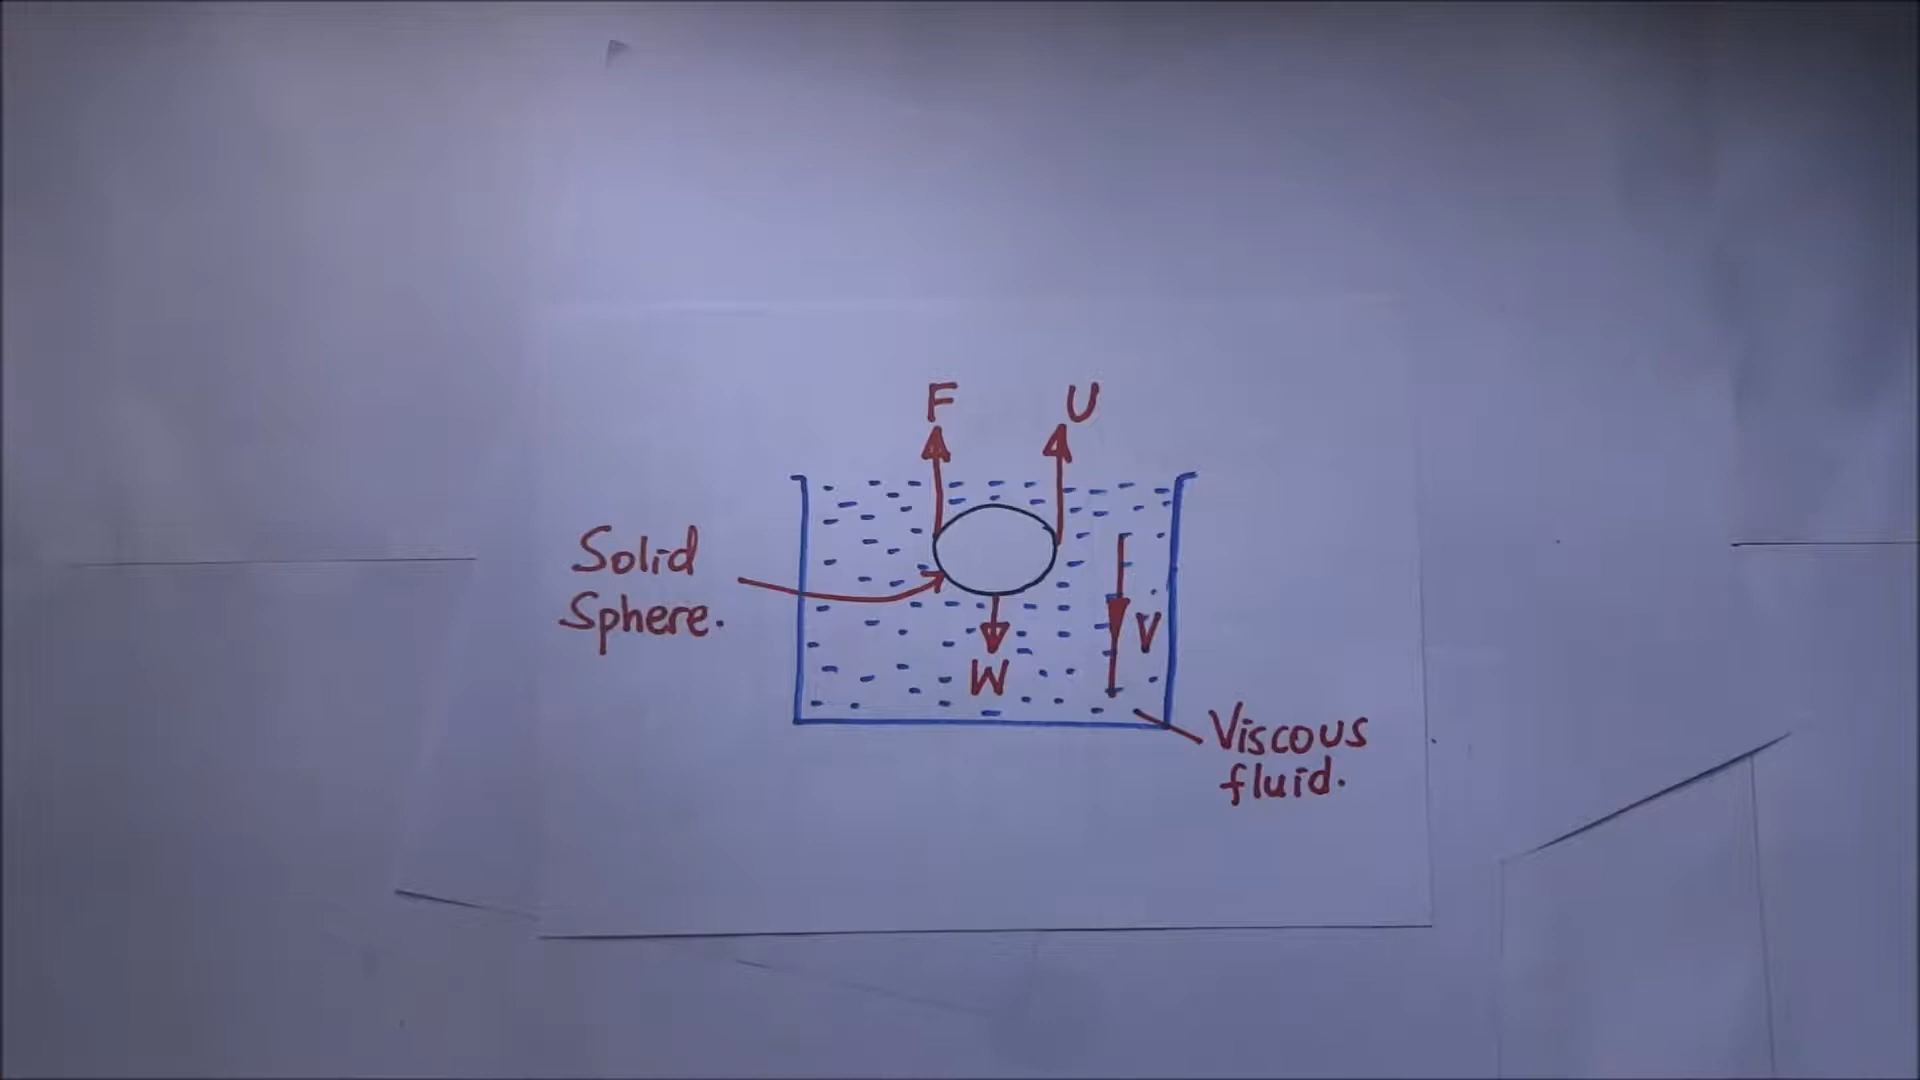 F
U
Solid
Sphere.
W
V
Viscous
fluid.